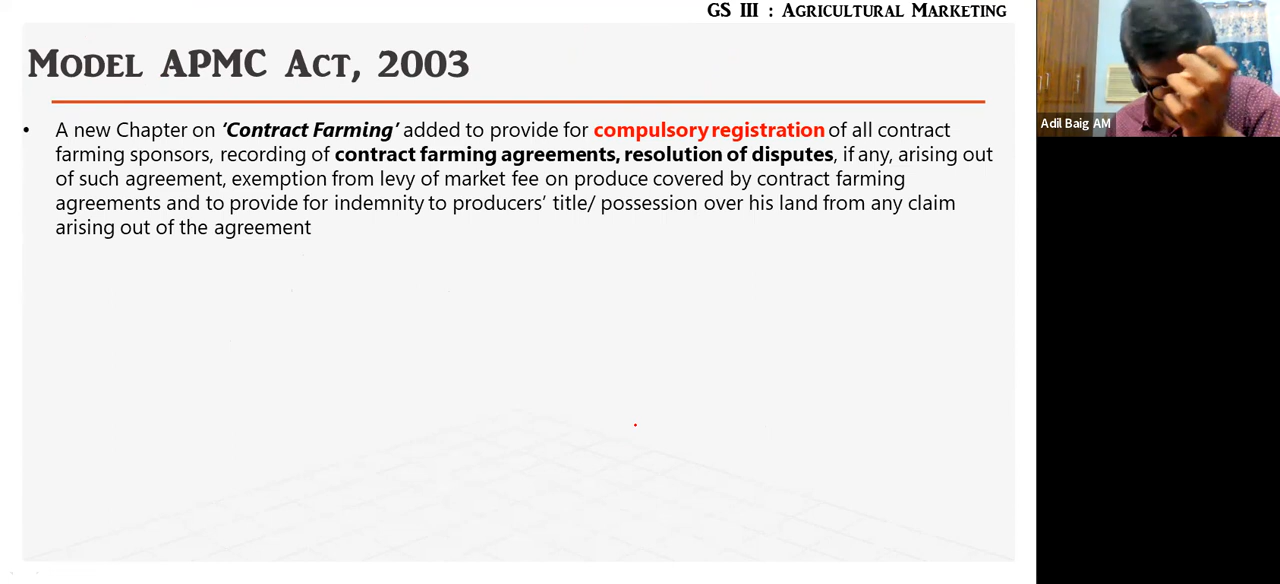 GS III : Agricultural Marketing
Model APMC Act, 2003
• A new Chapter on ‘Contract Farming’ added to provide for compulsory registration of all contract
farming sponsors, recording of contract farming agreements, resolution of disputes, if any, arising out
of such agreement, exemption from levy of market fee on produce covered by contract farming
agreements and to provide for indemnity to producers’ title/ possession over his land from any claim
arising out of the agreement
Adil Baig AM